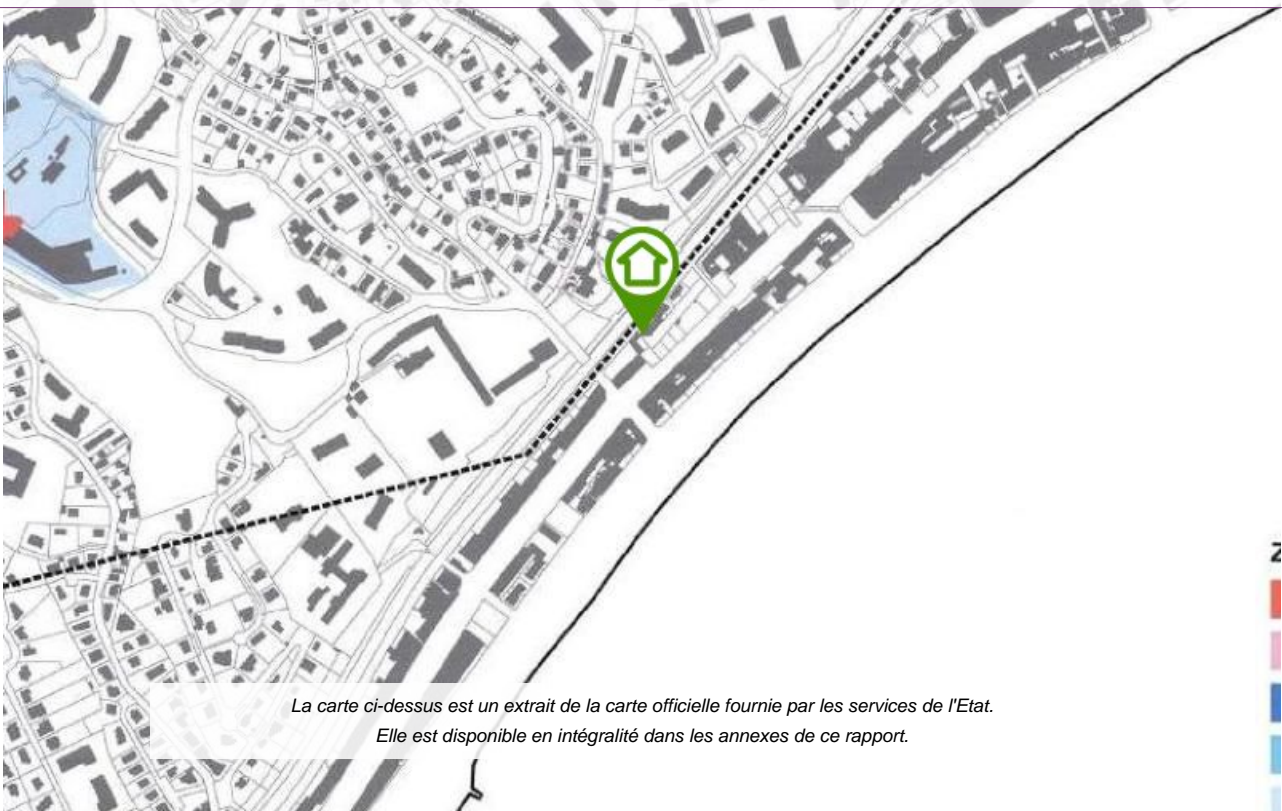 La carte ci-dessus est un extrait de la carte officielle fournie par les services de l'Etat.
Elle est disponible en intégralité dans les annexes de ce rapport.
Z